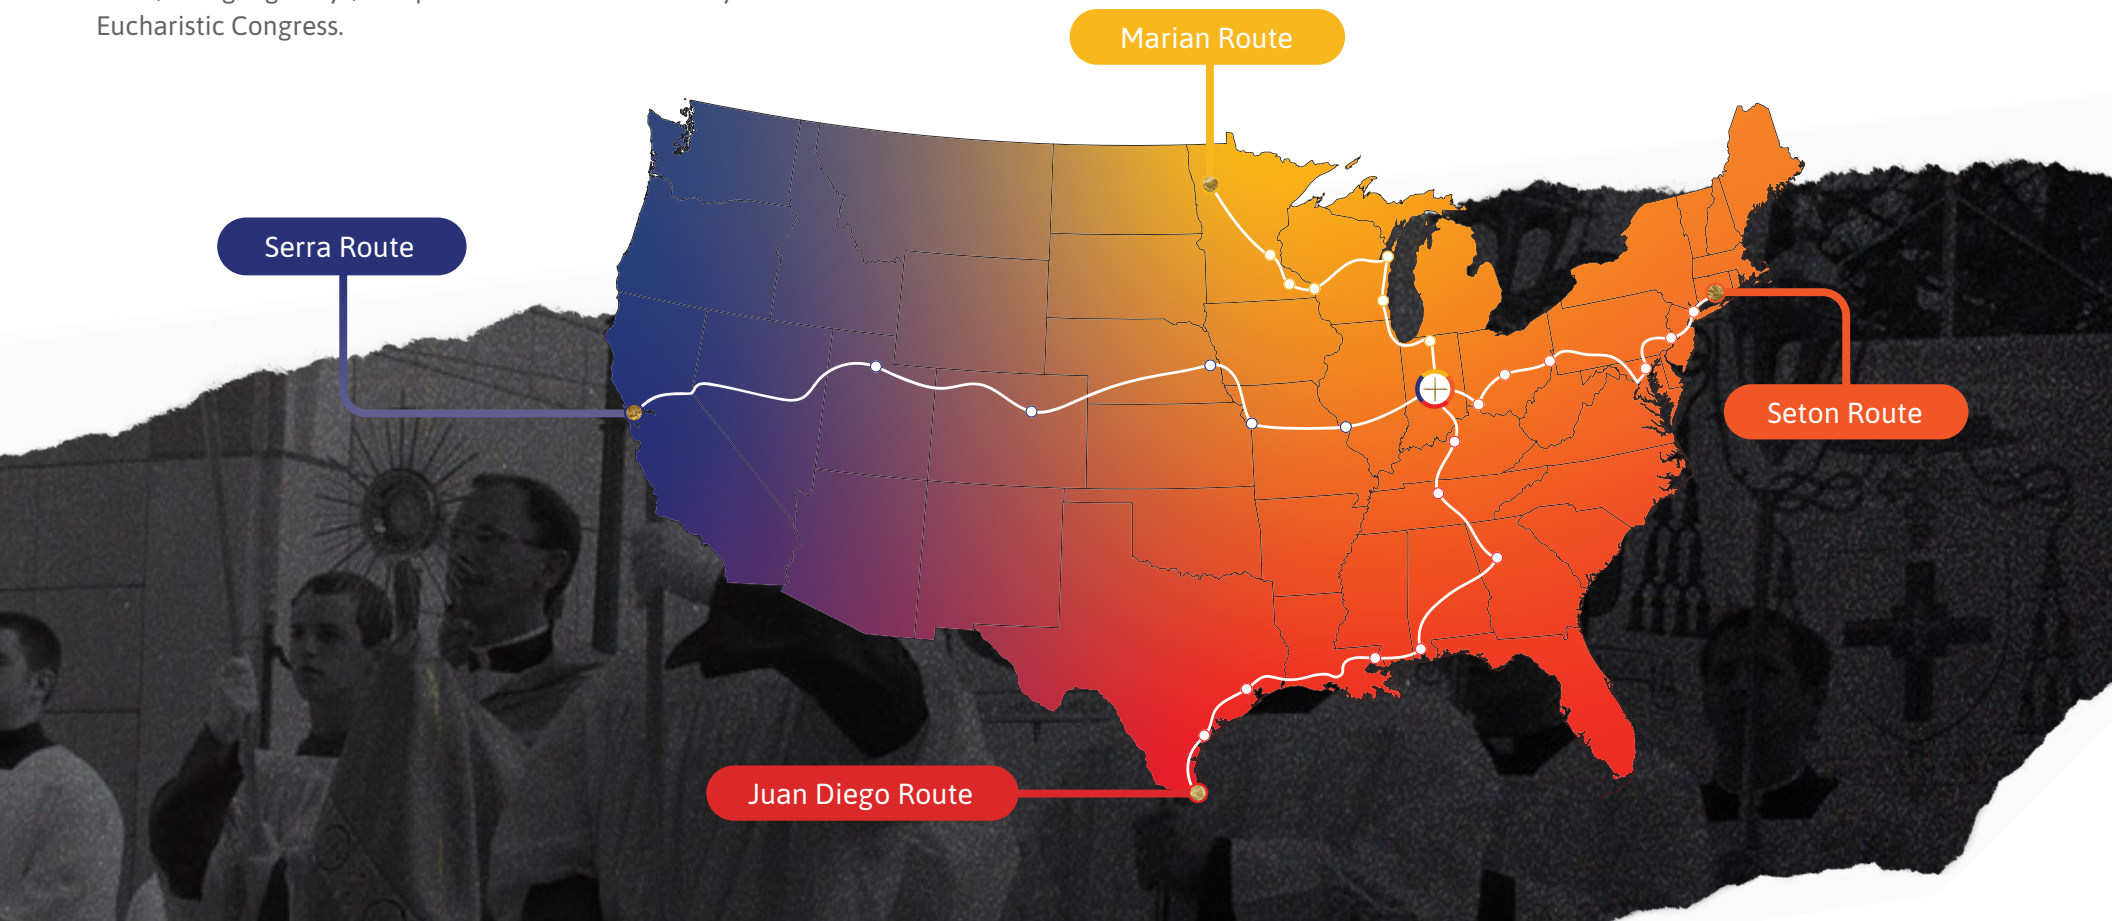 Eucharistic Congress.
Marian Route
Serra Route
Seton Route
Juan Diego Route